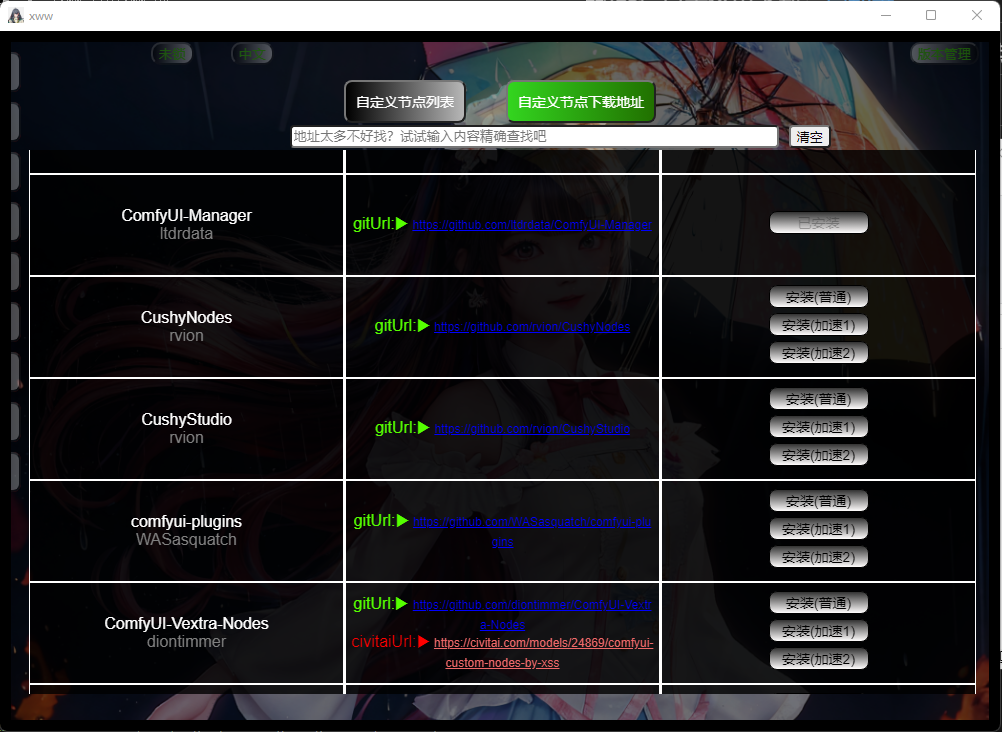 xww
自定义节点列表
自定义节点下载地址
地址太多不好找？试试输入内容精确查找吧
清空
ComfyUI-Manager
ltdrdata
gitUrl:▶ https://github.com/ltdrdata/ComfyUI-Manager
已安装
CushyNodes
rvion
gitUrl:▶ https://github.com/rvion/CushyNodes
安装(普通)
安装(加速1)
安装(加速2)
CushyStudio
rvion
gitUrl:▶ https://github.com/rvion/CushyStudio
安装(普通)
安装(加速1)
安装(加速2)
comfyui-plugins
WASasquatch
gitUrl:▶ https://github.com/WASasquatch/comfyui-plu
gins
安装(普通)
安装(加速1)
安装(加速2)
ComfyUI-Vextra-Nodes
diontimmer
gitUrl:▶ https://github.com/diontimmer/ComfyUI-Vextr
a-Nodes
civitaiUrl:▶ https://civitai.com/models/24869/comfyui-
custom-nodes-by-xss
安装(普通)
安装(加速1)
安装(加速2)